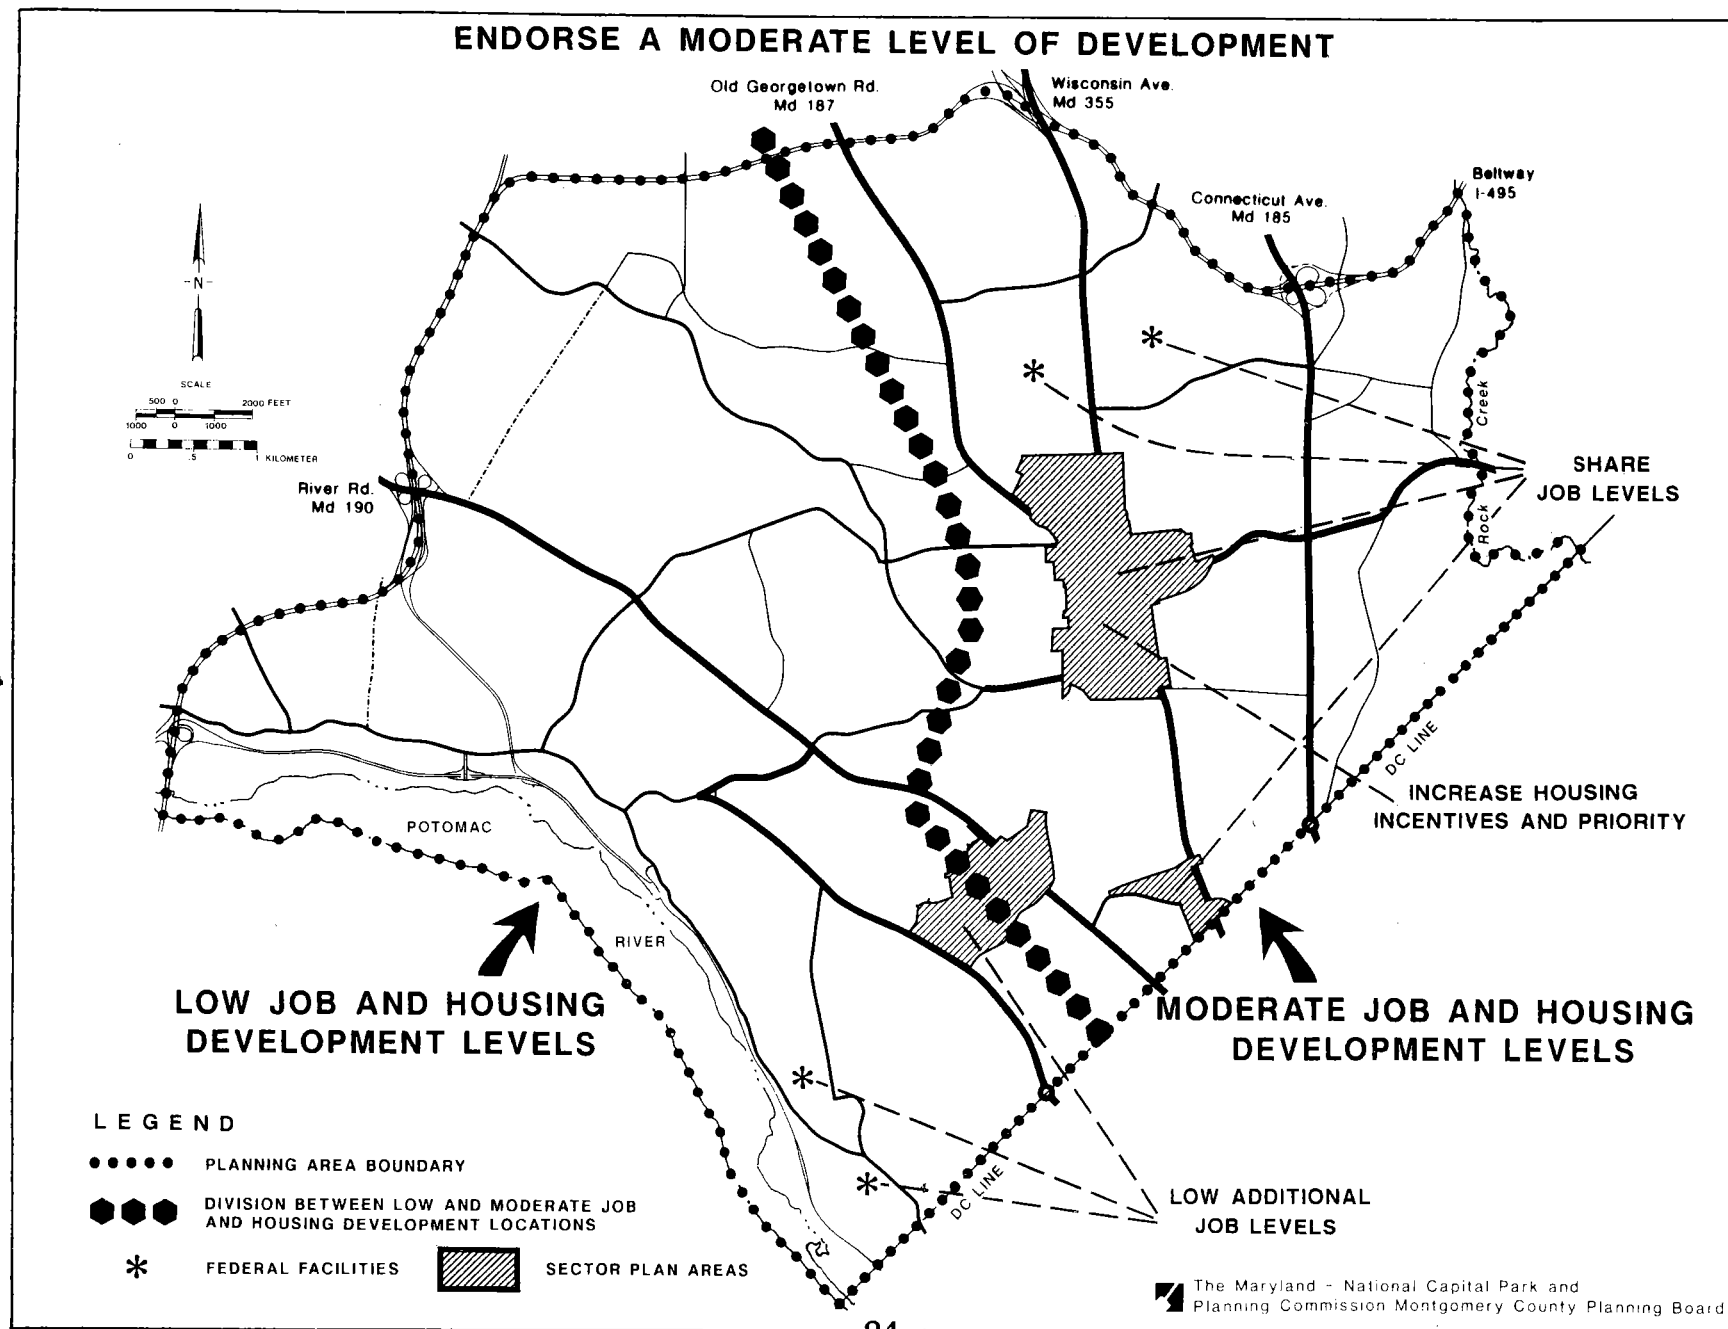 ENDORSE A MODERATE LEVEL OF DEVELOPMENT
Old Georgetown Rd.
Md 187
Wisconsin Ave.
Md 355
Beltway
I-495
Connecticut Ave.
Md 185
-N-
SCALE
500 0 2000 FEET
1000 0 1000
0 .5 1 KILOMETER
River Rd.
Md 190
Rock Creek
SHARE
JOB LEVELS
DC LINE
INCREASE HOUSING
INCENTIVES AND PRIORITY
POTOMAC
RIVER
LOW JOB AND HOUSING
DEVELOPMENT LEVELS
MODERATE JOB AND HOUSING
DEVELOPMENT LEVELS
DC LINE
LOW ADDITIONAL
JOB LEVELS
LEGEND
PLANNING AREA BOUNDARY
DIVISION BETWEEN LOW AND MODERATE JOB
AND HOUSING DEVELOPMENT LOCATIONS
FEDERAL FACILITIES
SECTOR PLAN AREAS
The Maryland - National Capital Park and
Planning Commission Montgomery County Planning Board